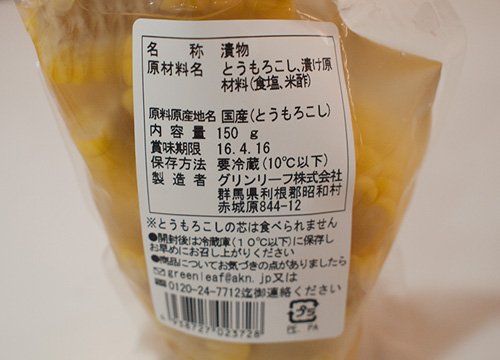 名称 漬物
原材料名 とうもろこし、漬け原
材料(食塩、米酢)
原料原産地名 国産(とうもろこし)
内容量 150g
賞味期限 16.4.16
保存方法 要冷蔵(10℃以下)
製造者 グリンリーフ株式会社
群馬県利根郡昭和村
赤城原844-12
※とうもろこしの芯は食べられません
●開封後は冷蔵庫(10℃以下)に保存し
お早めにお召し上がりください
●商品についてお気づきの点がありましたら
greenleaf@akn.jp又は
0120-24-7712迄御連絡ください
4938727023728
プラ
PE, PA